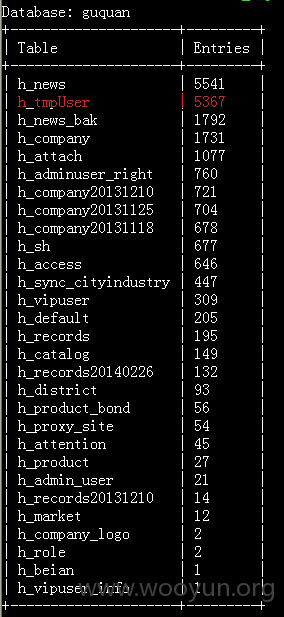 Database: guquan
+-------------------+---------+
| Table | Entries |
+-------------------+---------+
| h_news | 5541 |
| h_tmpUser | 5367 |
| h_news_bak | 1792 |
| h_company | 1731 |
| h_attach | 1077 |
| h_adminuser_right | 760 |
| h_company20131210 | 721 |
| h_company20131125 | 704 |
| h_company20131118 | 678 |
| h_sh | 677 |
| h_access | 646 |
| h_sync_cityindustry | 447 |
| h_vipuser | 309 |
| h_default | 205 |
| h_records | 195 |
| h_catalog | 149 |
| h_records20140226 | 132 |
| h_district | 93 |
| h_product_bond | 56 |
| h_proxy_site | 54 |
| h_attention | 45 |
| h_product | 27 |
| h_admin_user | 21 |
| h_records20131210 | 14 |
| h_market | 12 |
| h_company_logo | 2 |
| h_role | 2 |
| h_beian | 1 |
| h_vipuser_info | 1 |
+-------------------+---------+
www.wooyun.org